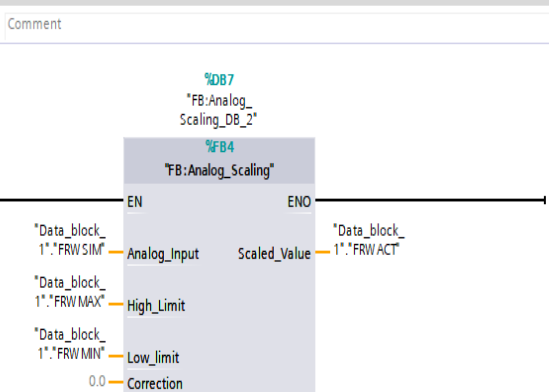 Comment
%DB7
"FB:Analog_
Scaling_DB_2"
%FB4
"FB:Analog_Scaling"
EN
ENO
"Data_block_
1"."FRW SIM"
Analog_Input
Scaled_Value
"Data_block_
1"."FRW ACT"
"Data_block_
1"."FRW MAX"
High_Limit
"Data_block_
1"."FRW MIN"
Low_limit
0.0
Correction